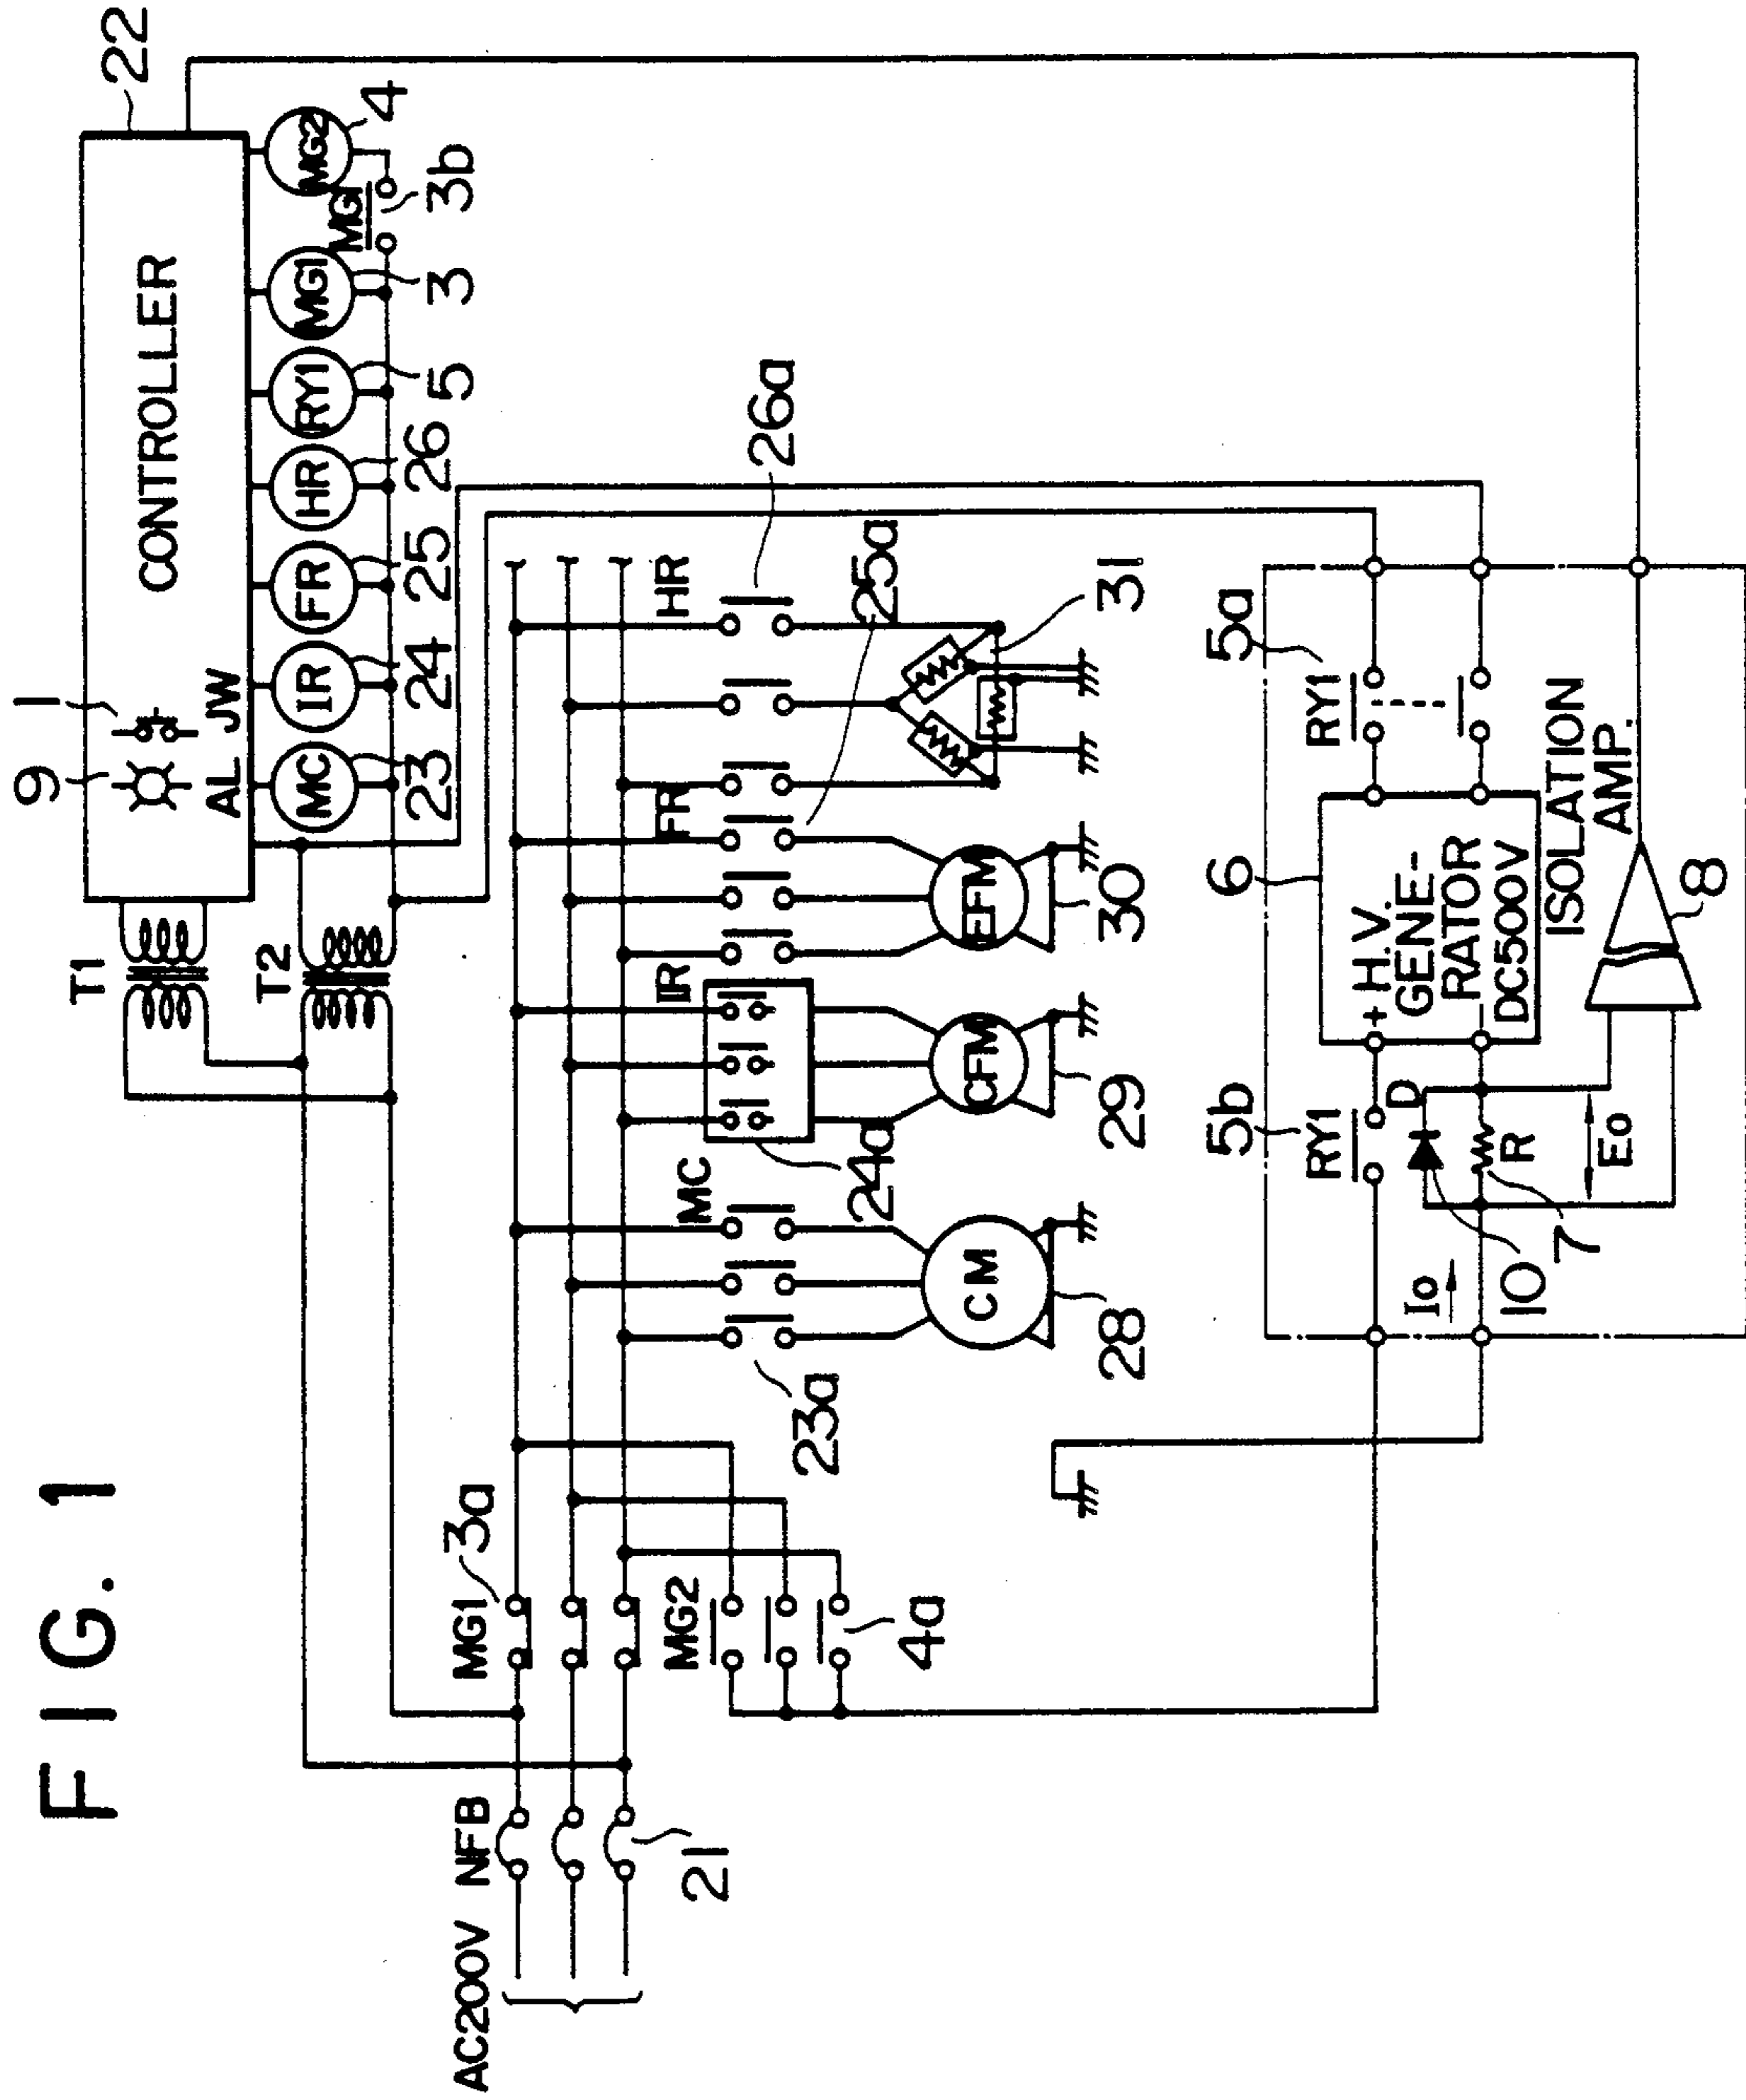 FIG. 1
AC200V
NFB
21
MG1
3a
MG2
4a
T1
T2
9
1
AL
JW
CONTROLLER
22
MC
23
IR
24
FR
25
HR
26
RY1
5
MG1
3
MG1
3b
MG2
4
MC
23a
CM
28
IR
24a
CFM
29
FR
25a
EFM
30
HR
26a
31
5b
RY1
D
10
R
7
Io
Eo
6
+ H.V.
GENE-
RATOR
- DC500V
5a
RY1
ISOLATION
AMP.
8